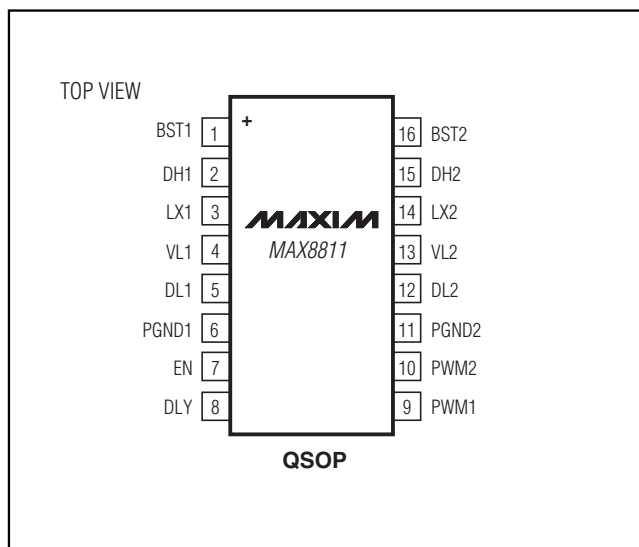 TOP VIEW
BST1 1 + 16 BST2
DH1 2 15 DH2
LX1 3 MAXIM 14 LX2
VL1 4 MAX8811 13 VL2
DL1 5 12 DL2
PGND1 6 11 PGND2
EN 7 10 PWM2
DLY 8 9 PWM1
QSOP